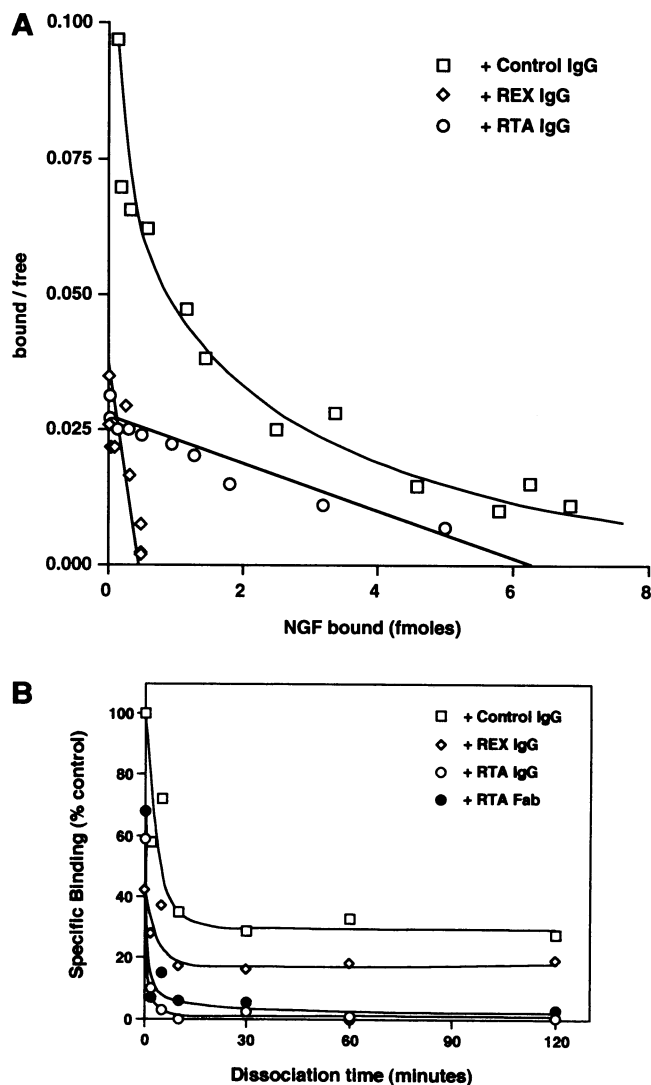 A
0.100
0.075
0.050
0.025
0.000
bound / free
0
2
4
6
8
NGF bound (fmoles)
+ Control IgG
+ REX IgG
+ RTA IgG
B
100
80
60
40
20
0
Specific Binding (% control)
0
30
60
90
120
Dissociation time (minutes)
+ Control IgG
+ REX IgG
+ RTA IgG
+ RTA Fab